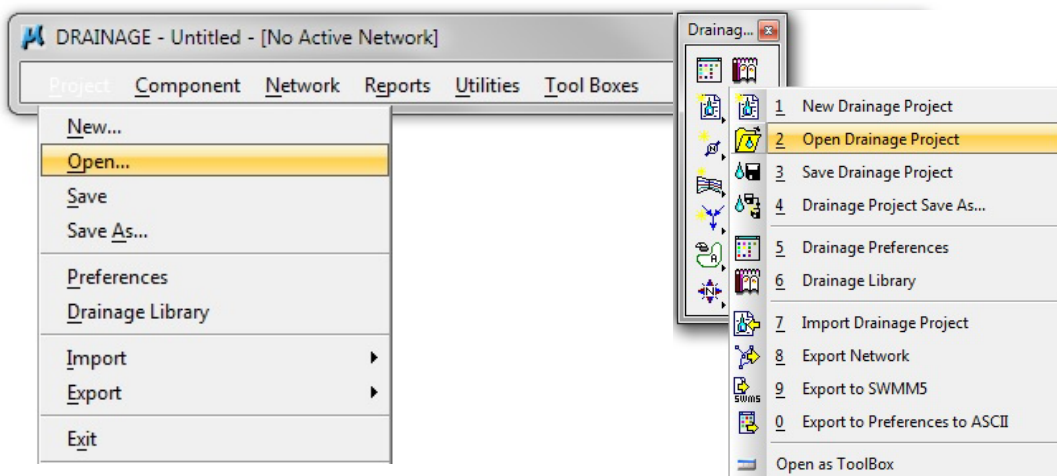 DRAINAGE - Untitled - [No Active Network]
Project Component Network Reports Utilities Tool Boxes
New...
Open...
Save
Save As...
Preferences
Drainage Library
Import
Export
Exit
Drainag...
1 New Drainage Project
2 Open Drainage Project
3 Save Drainage Project
4 Drainage Project Save As...
5 Drainage Preferences
6 Drainage Library
7 Import Drainage Project
8 Export Network
9 Export to SWMM5
0 Export to Preferences to ASCII
Open as ToolBox